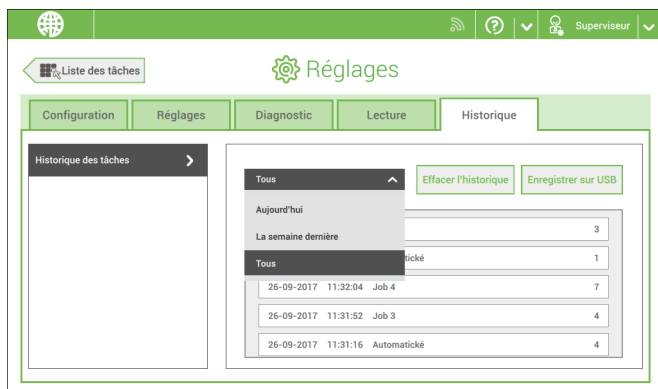 Superviseur
Liste des tâches
Réglages
Configuration
Réglages
Diagnostic
Lecture
Historique
Historique des tâches
Tous
Effacer l'historique
Enregistrer sur USB
Aujourd'hui
La semaine dernière
Tous
3
1
26-09-2017 11:32:04 Job 4 7
26-09-2017 11:31:52 Job 3 4
26-09-2017 11:31:16 Automatické 4